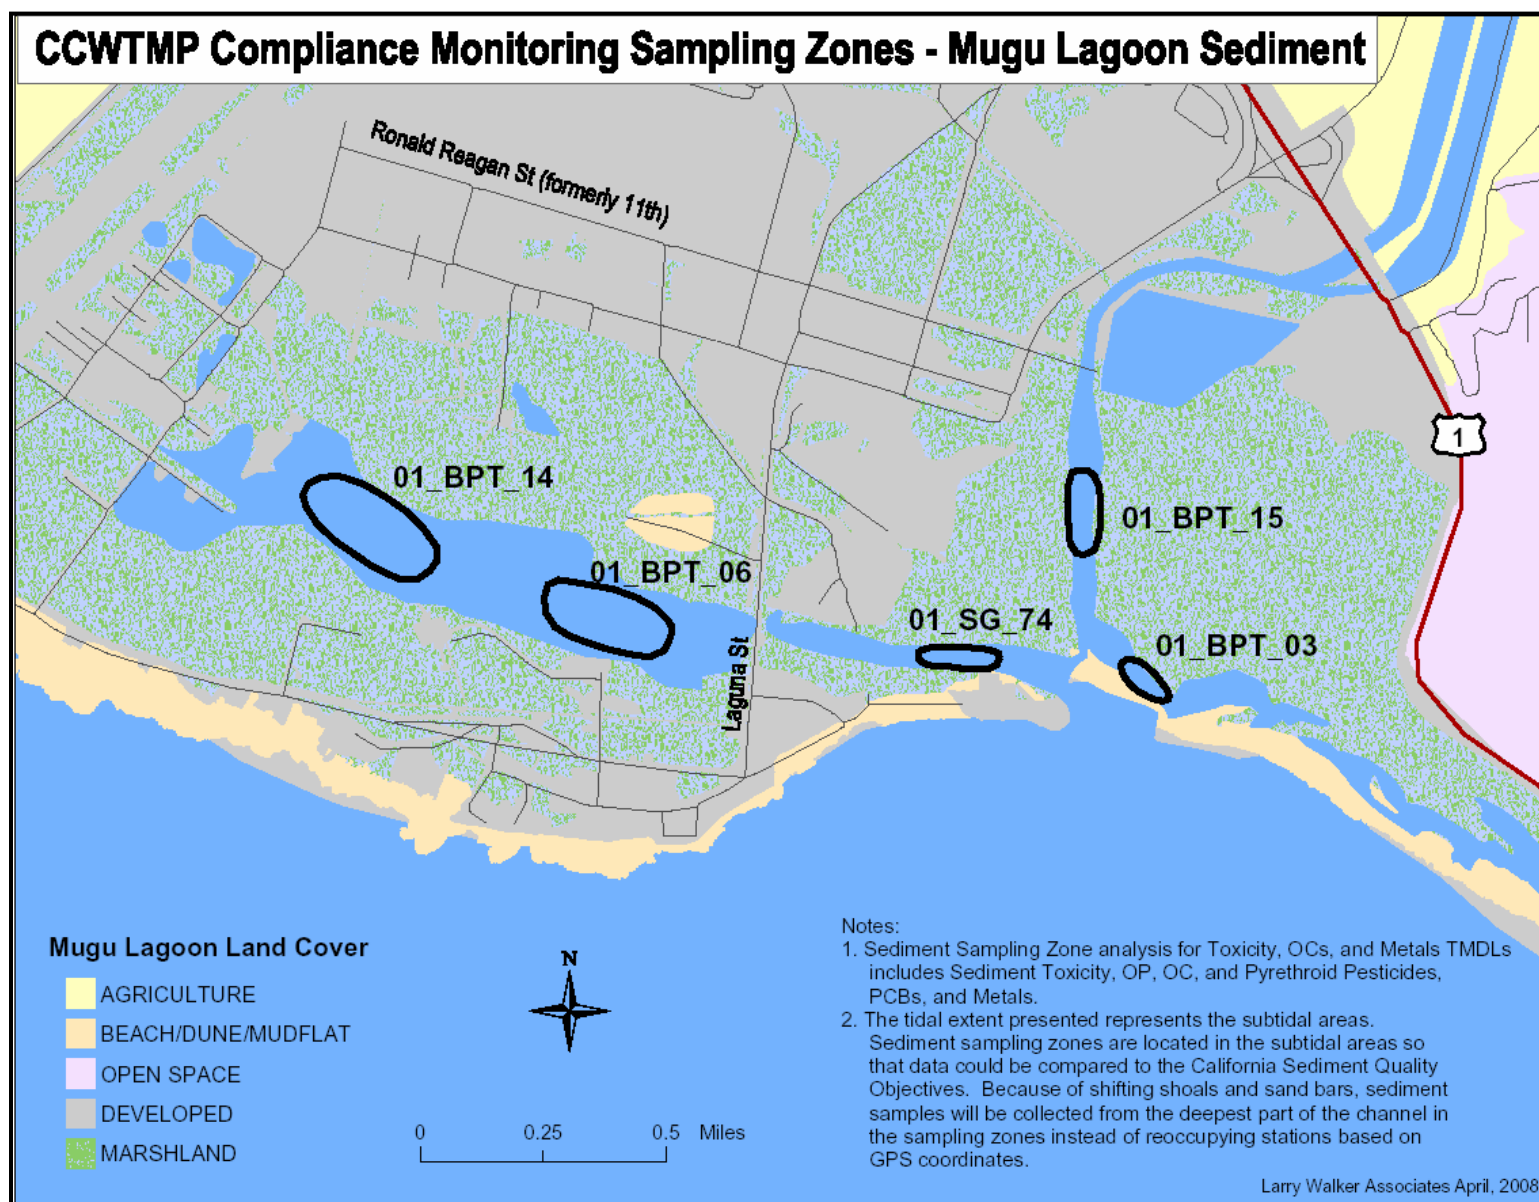 CCWTMP Compliance Monitoring Sampling Zones - Mugu Lagoon Sediment
Ronald Reagan St (formerly 11th)
1
01_BPT_14
01_BPT_15
01_BPT_06
01_SG_74
01_BPT_03
Laguna St
Mugu Lagoon Land Cover
AGRICULTURE
BEACH/DUNE/MUDFLAT
OPEN SPACE
DEVELOPED
MARSHLAND
N
0 0.25 0.5 Miles
Notes:
1. Sediment Sampling Zone analysis for Toxicity, OCs, and Metals TMDLs
includes Sediment Toxicity, OP, OC, and Pyrethroid Pesticides,
PCBs, and Metals.
2. The tidal extent presented represents the subtidal areas.
Sediment sampling zones are located in the subtidal areas so
that data could be compared to the California Sediment Quality
Objectives. Because of shifting shoals and sand bars, sediment
samples will be collected from the deepest part of the channel in
the sampling zones instead of reoccupying stations based on
GPS coordinates.
Larry Walker Associates April, 2008